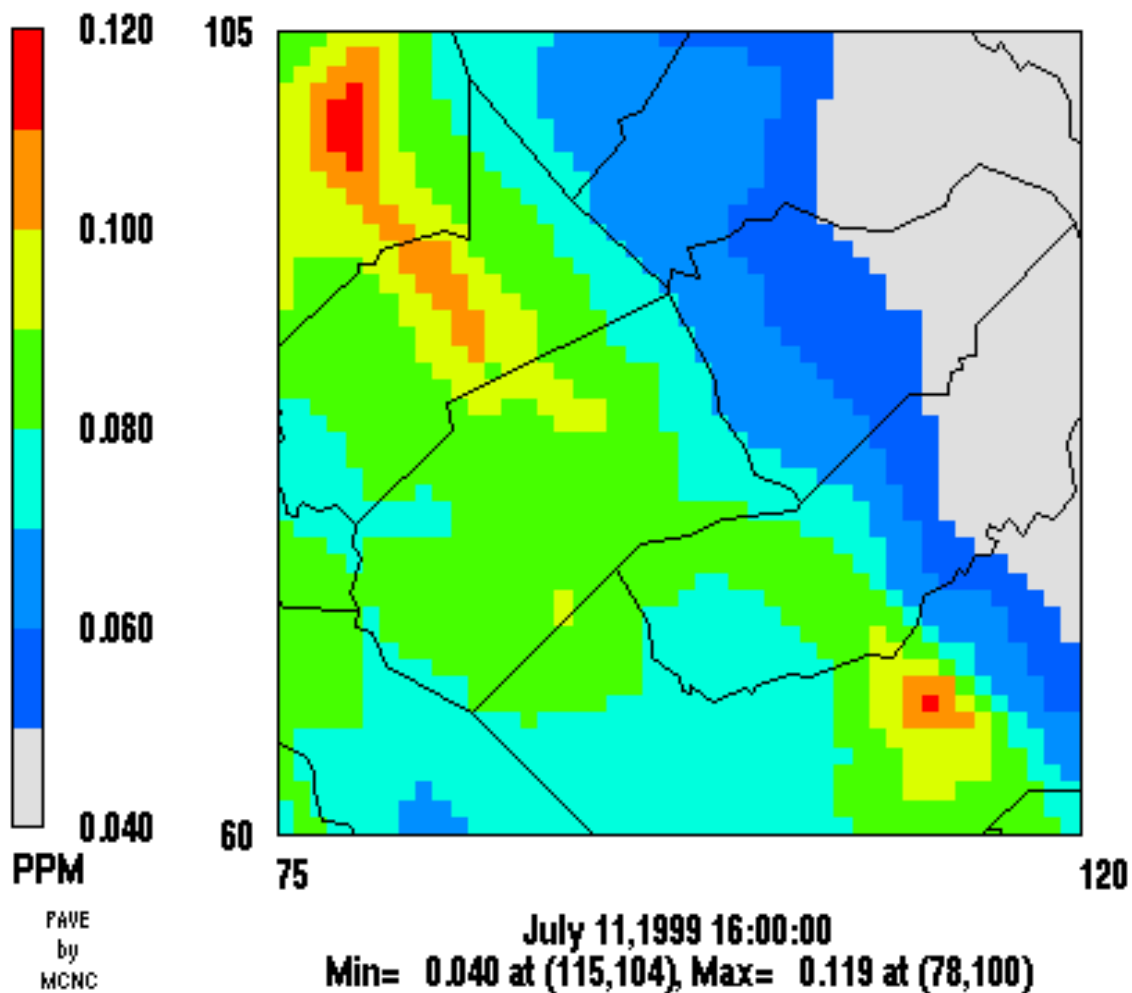 0.120
0.100
0.080
0.060
0.040
PPM
PAVE
by
MCNC
105
60
75
120
July 11,1999 16:00:00
Min= 0.040 at (115,104), Max= 0.119 at (78,100)